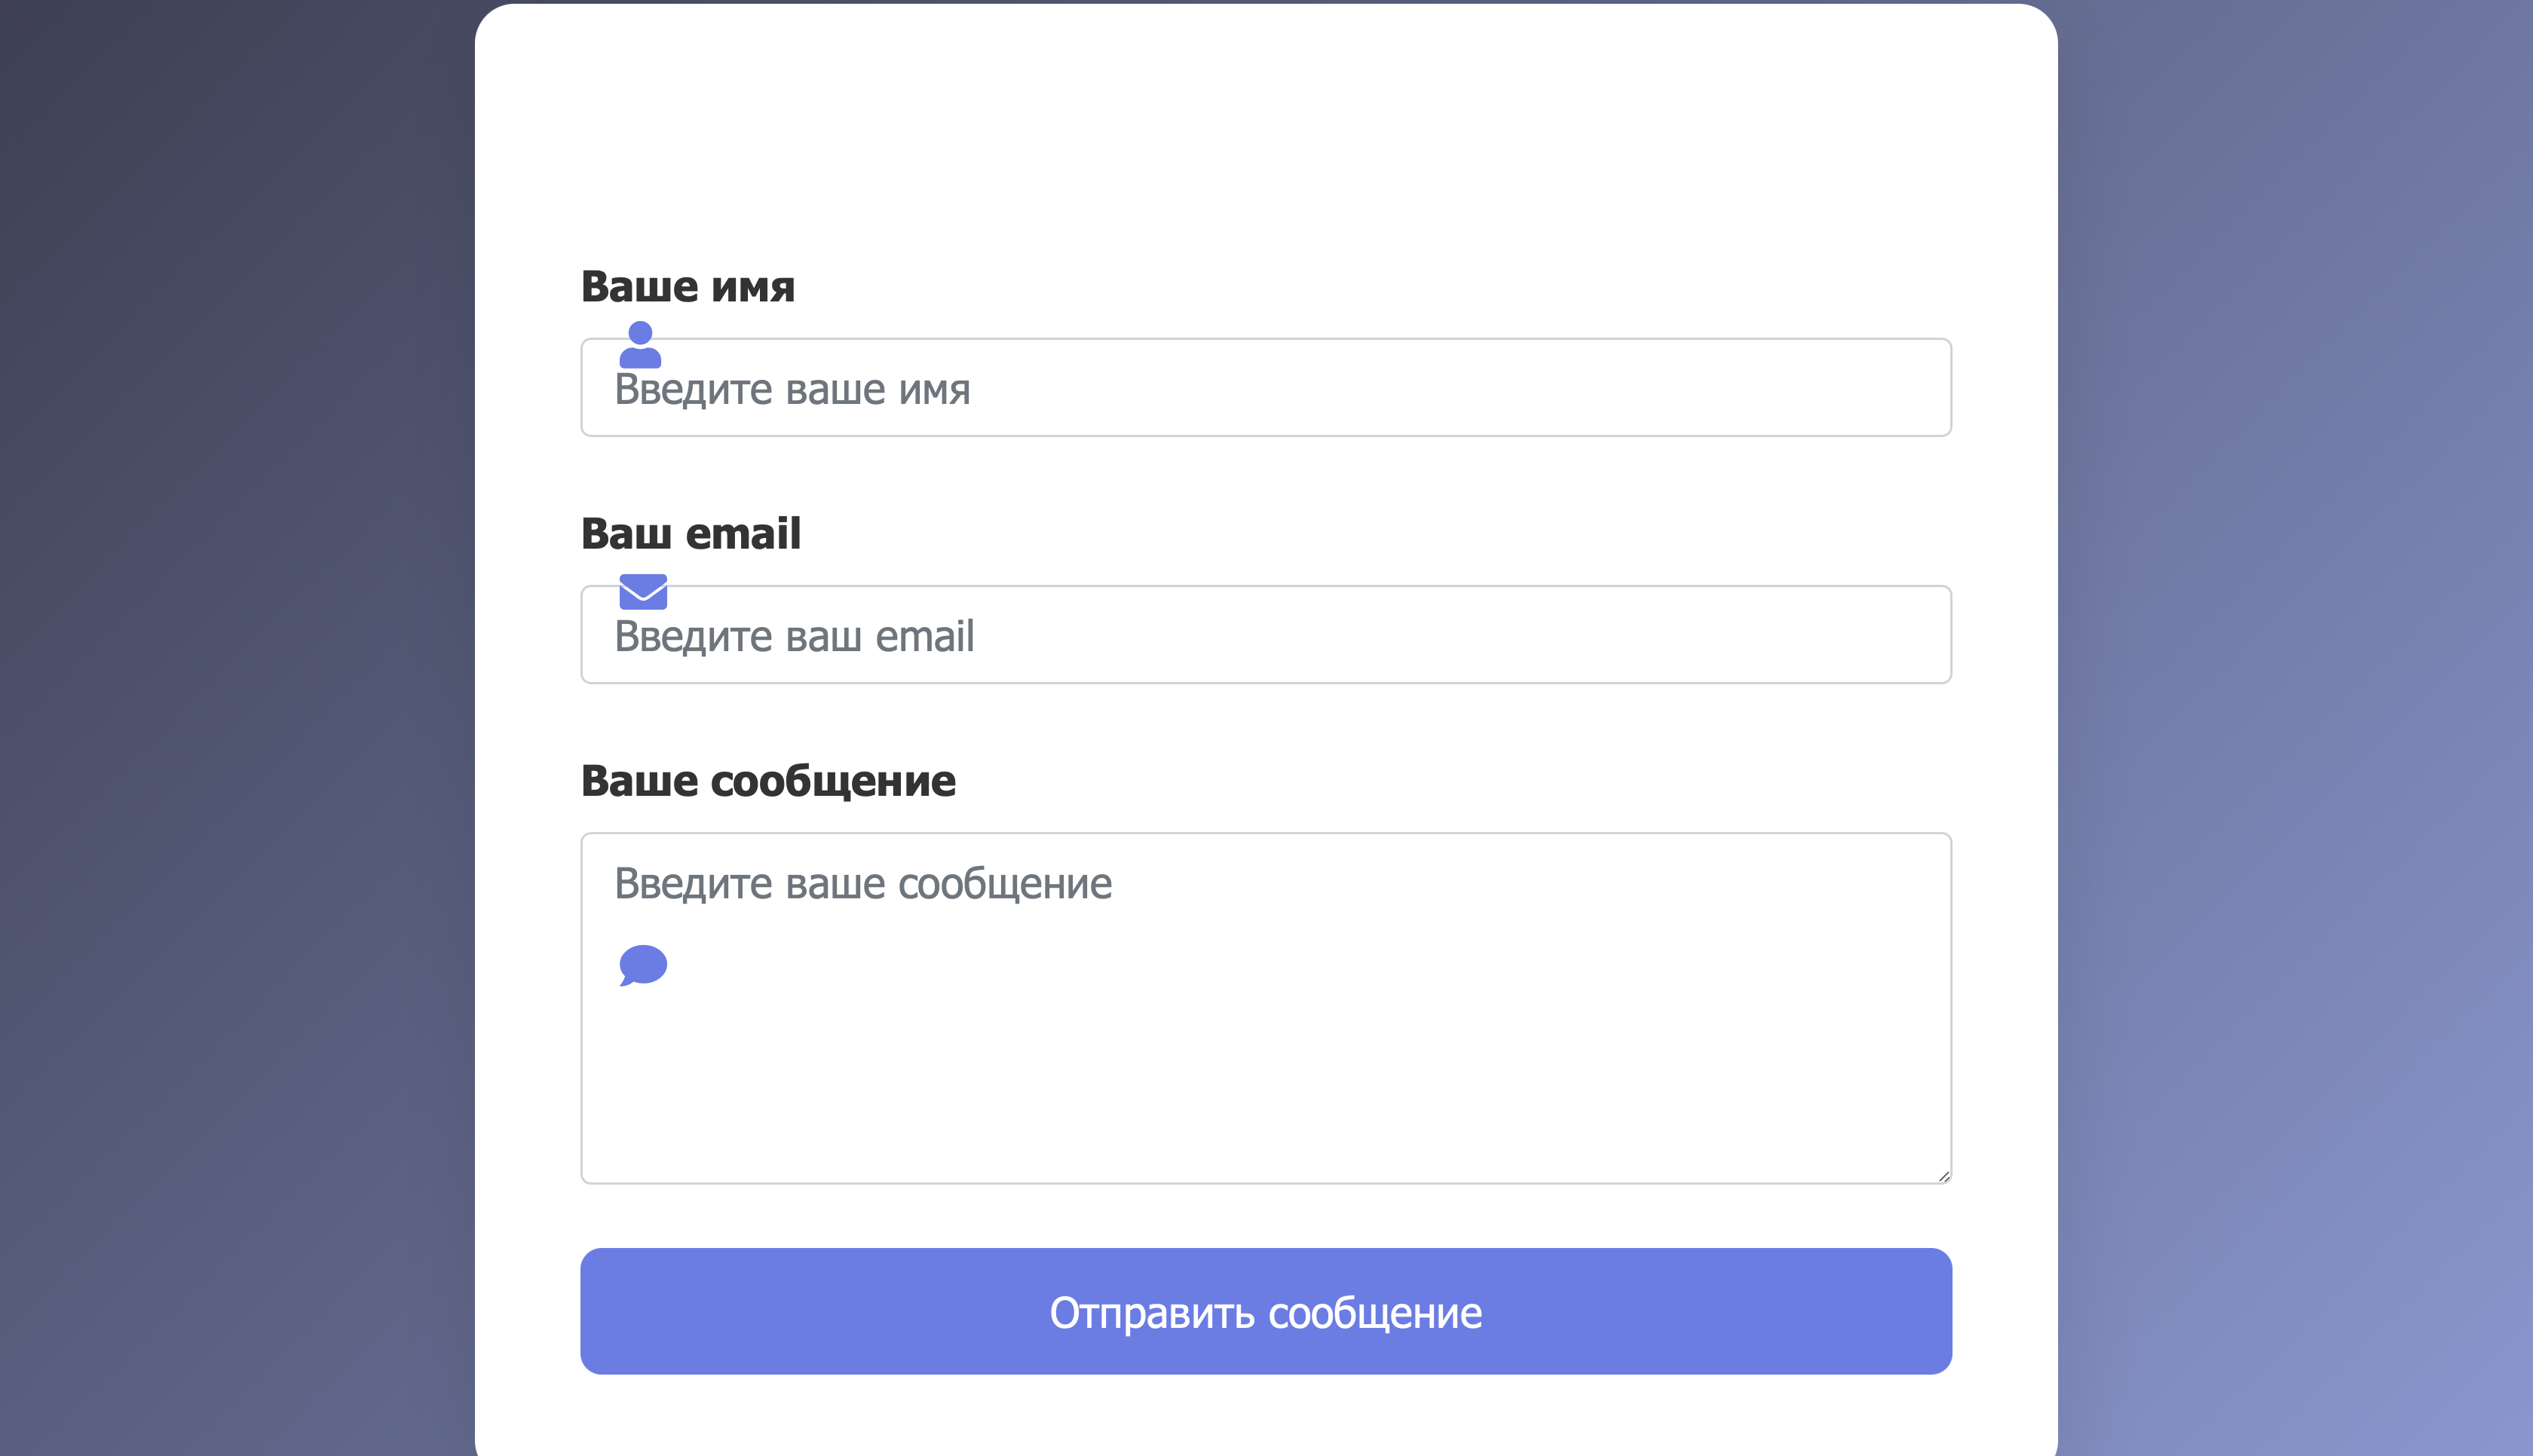 Ваше имя
Введите ваше имя
Ваш email
Введите ваш email
Ваше сообщение
Введите ваше сообщение
Отправить сообщение